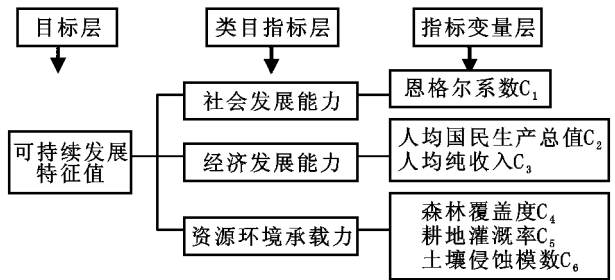 目标层
类目指标层
指标变量层
社会发展能力
恩格尔系数C₁
可持续发展
特征值
经济发展能力
人均国民生产总值C₂
人均纯收入C₃
资源环境承载力
森林覆盖度C₄
耕地灌溉率C₅
土壤侵蚀模数C₆